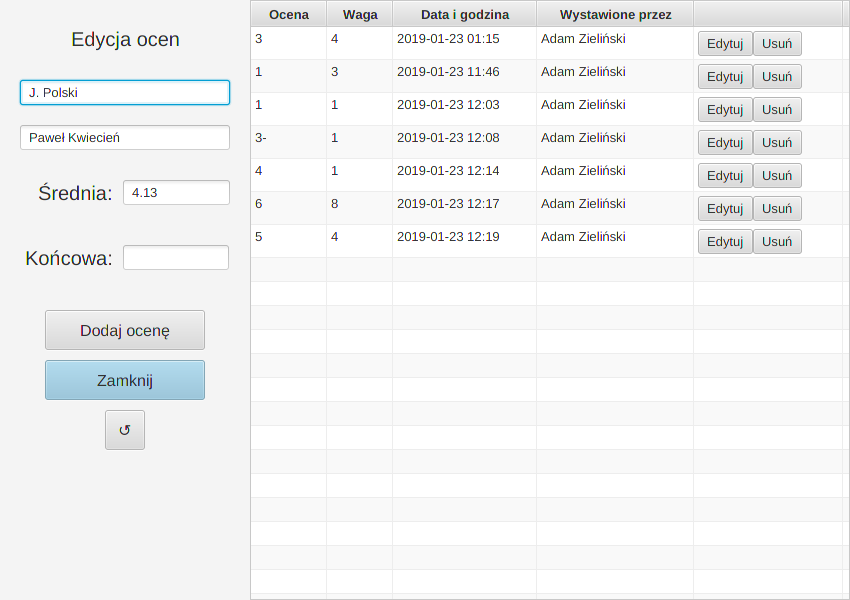 Edycja ocen
J. Polski
Paweł Kwiecień
Średnia: 4.13
Końcowa:
Dodaj ocenę
Zamknij
↺
Ocena Waga Data i godzina Wystawione przez
3 4 2019-01-23 01:15 Adam Zieliński Edytuj Usuń
1 3 2019-01-23 11:46 Adam Zieliński Edytuj Usuń
1 1 2019-01-23 12:03 Adam Zieliński Edytuj Usuń
3- 1 2019-01-23 12:08 Adam Zieliński Edytuj Usuń
4 1 2019-01-23 12:14 Adam Zieliński Edytuj Usuń
6 8 2019-01-23 12:17 Adam Zieliński Edytuj Usuń
5 4 2019-01-23 12:19 Adam Zieliński Edytuj Usuń